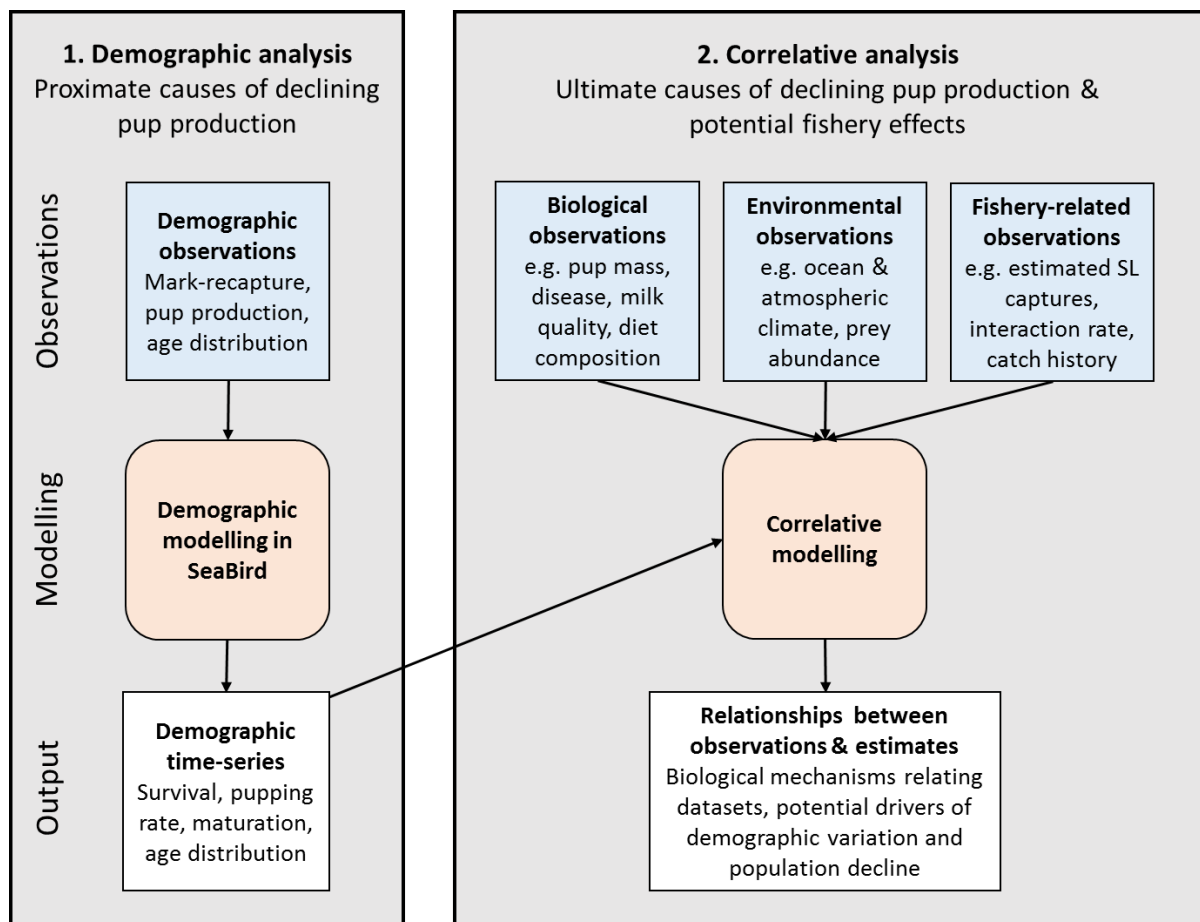 1. Demographic analysis
Proximate causes of declining
pup production
2. Correlative analysis
Ultimate causes of declining pup production &
potential fishery effects
Observations
Demographic
observations
Mark-recapture,
pup production,
age distribution
Biological
observations
e.g. pup mass,
disease, milk
quality, diet
composition
Environmental
observations
e.g. ocean &
atmospheric
climate, prey
abundance
Fishery-related
observations
e.g. estimated SL
captures,
interaction rate,
catch history
Modelling
Demographic
modelling in
SeaBird
Correlative
modelling
Output
Demographic
time-series
Survival, pupping
rate, maturation,
age distribution
Relationships between
observations & estimates
Biological mechanisms relating
datasets, potential drivers of
demographic variation and
population decline